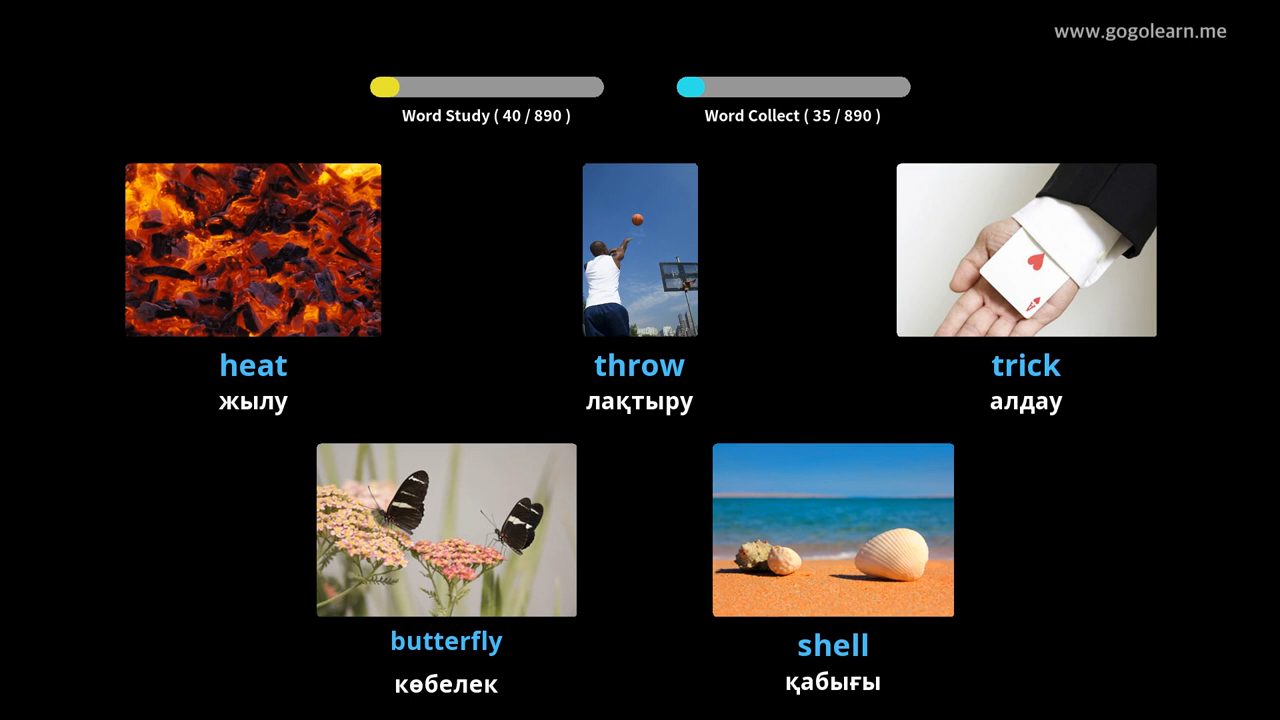 www.gogolearn.me
Word Study ( 40 / 890 )
Word Collect ( 35 / 890 )
heat
жылу
throw
лақтыру
trick
алдау
butterfly
көбелек
shell
қабығы